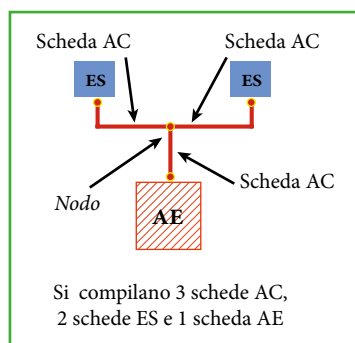 Scheda AC
Scheda AC
ES
ES
Scheda AC
Nodo
AE
Si compilano 3 schede AC,
2 schede ES e 1 scheda AE